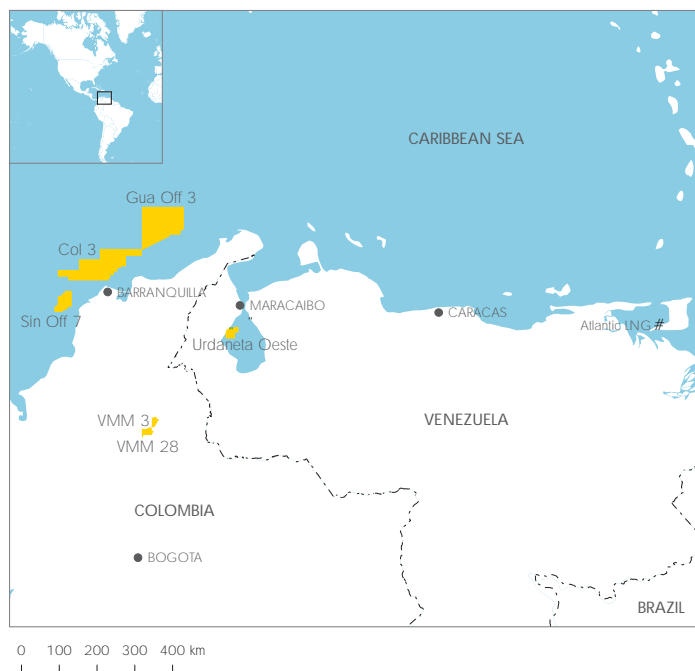 CARIBBEAN SEA
Gua Off 3
Col 3
BARRANQUILLA
MARACAIBO
Sin Off 7
CARACAS
Atlantic LNG #
Urdaneta Oeste
VMM 3
VENEZUELA
VMM 28
COLOMBIA
BOGOTA
BRAZIL
0 100 200 300 400 km